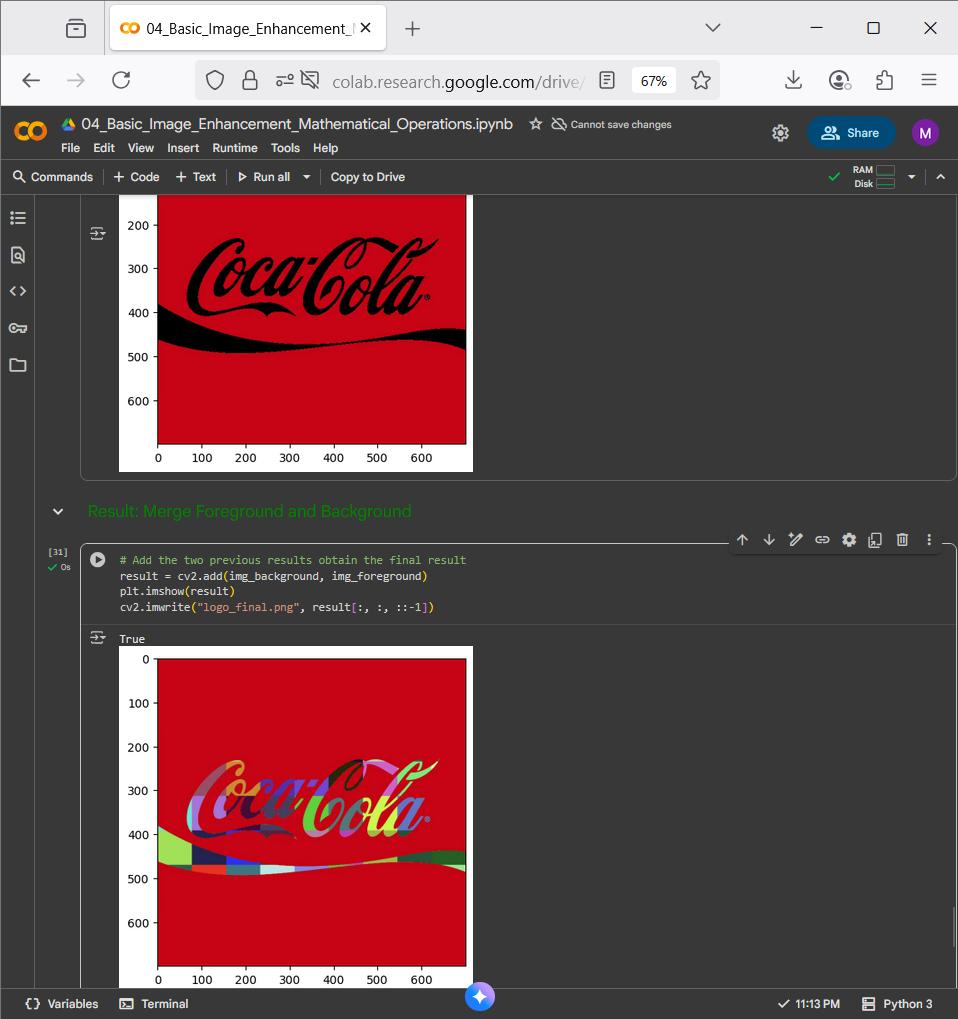 04_Basic_Image_Enhancement_
colab.research.google.com/drive/
67%
04_Basic_Image_Enhancement_Mathematical_Operations.ipynb
Cannot save changes
File Edit View Insert Runtime Tools Help
Share
M
Commands + Code + Text Run all Copy to Drive
RAM
Disk
200
300
400
500
600
Coca-Cola®
0 100 200 300 400 500 600
Result: Merge Foreground and Background
[31]
0s
# Add the two previous results obtain the final result
result = cv2.add(img_background, img_foreground)
plt.imshow(result)
cv2.imwrite("logo_final.png", result[:, :, ::-1])
True
0
100
200
300
400
500
600
Coca-Cola®
0 100 200 300 400 500 600
{} Variables Terminal 11:13 PM Python 3